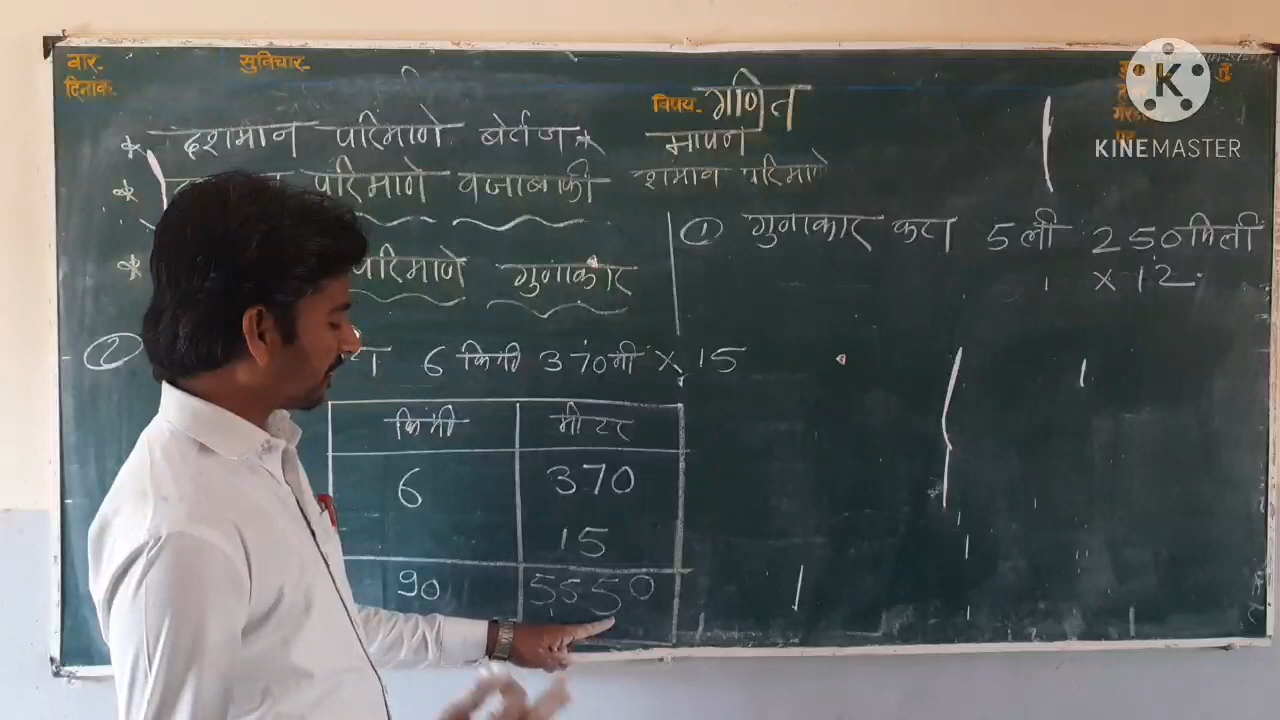 वार-
दिनांक-
सुविचार-
विषय- गणित
मापन
* दशमान परिमाणे बेरीज *
* परिमाणे वजाबाकी
* परिमाणे गुणाकार
शमान परिमाणे
① गुणाकार करा 5ली 250मिली
× 12
② 6 किमी 370मी × 15
किमी मीटर
6 370
15
90 5550
KINEMASTER